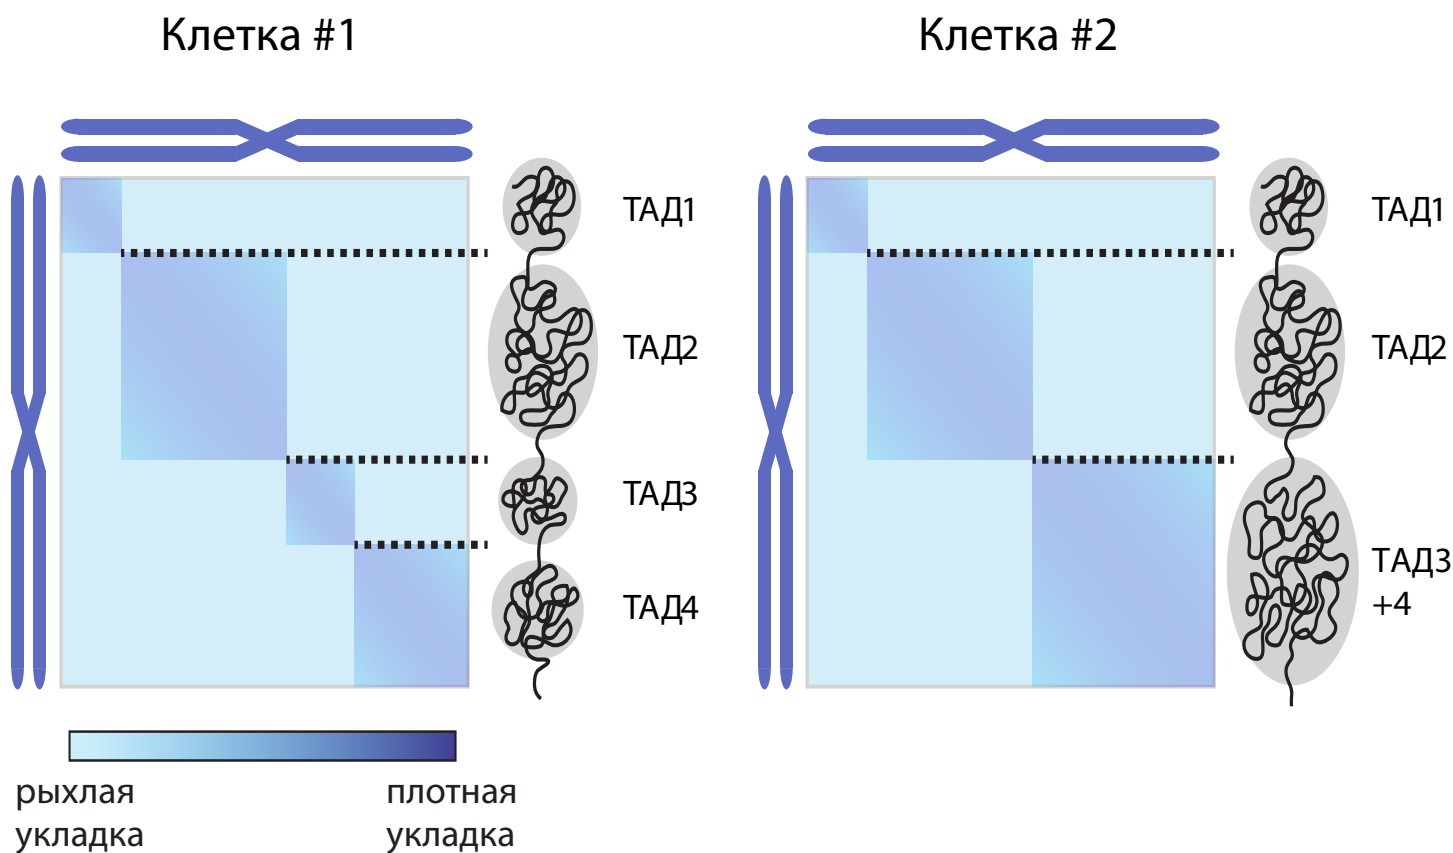 Клетка #1
Клетка #2
ТАД1
ТАД2
ТАД3
ТАД4
ТАД1
ТАД2
ТАД3
+4
рыхлая
укладка
плотная
укладка